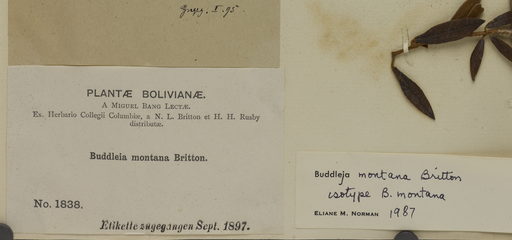 PLANTÆ BOLIVIANÆ.
A MIGUEL BANG LECTÆ.
Ex. Herbario Collegii Columbiæ, a N. L. Britton et H. H. Rusby
distributæ.
Buddleia montana Britton.
No. 1838.
Etikette zugegangen Sept. 1897.
Buddleja montana Britton
isotype B. montana
ELIANE M. NORMAN 1987